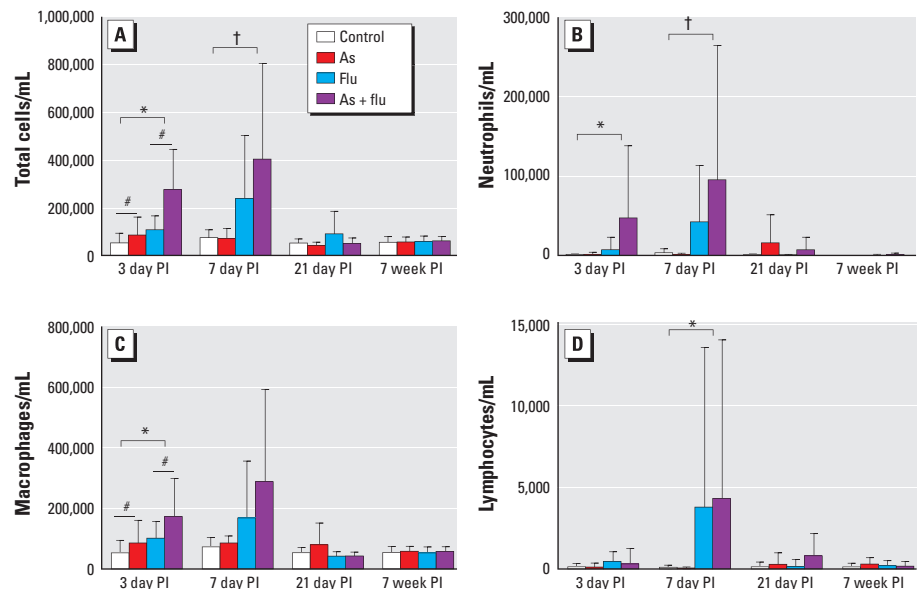 A
Total cells/mL
1,000,000
800,000
600,000
400,000
200,000
0
*
#
#
†
3 day PI
7 day PI
21 day PI
7 week PI
Control
As
Flu
As + flu
B
Neutrophils/mL
300,000
200,000
100,000
0
*
†
3 day PI
7 day PI
21 day PI
7 week PI
C
Macrophages/mL
800,000
600,000
400,000
200,000
0
*
#
#
3 day PI
7 day PI
21 day PI
7 week PI
D
Lymphocytes/mL
15,000
10,000
5,000
0
*
3 day PI
7 day PI
21 day PI
7 week PI